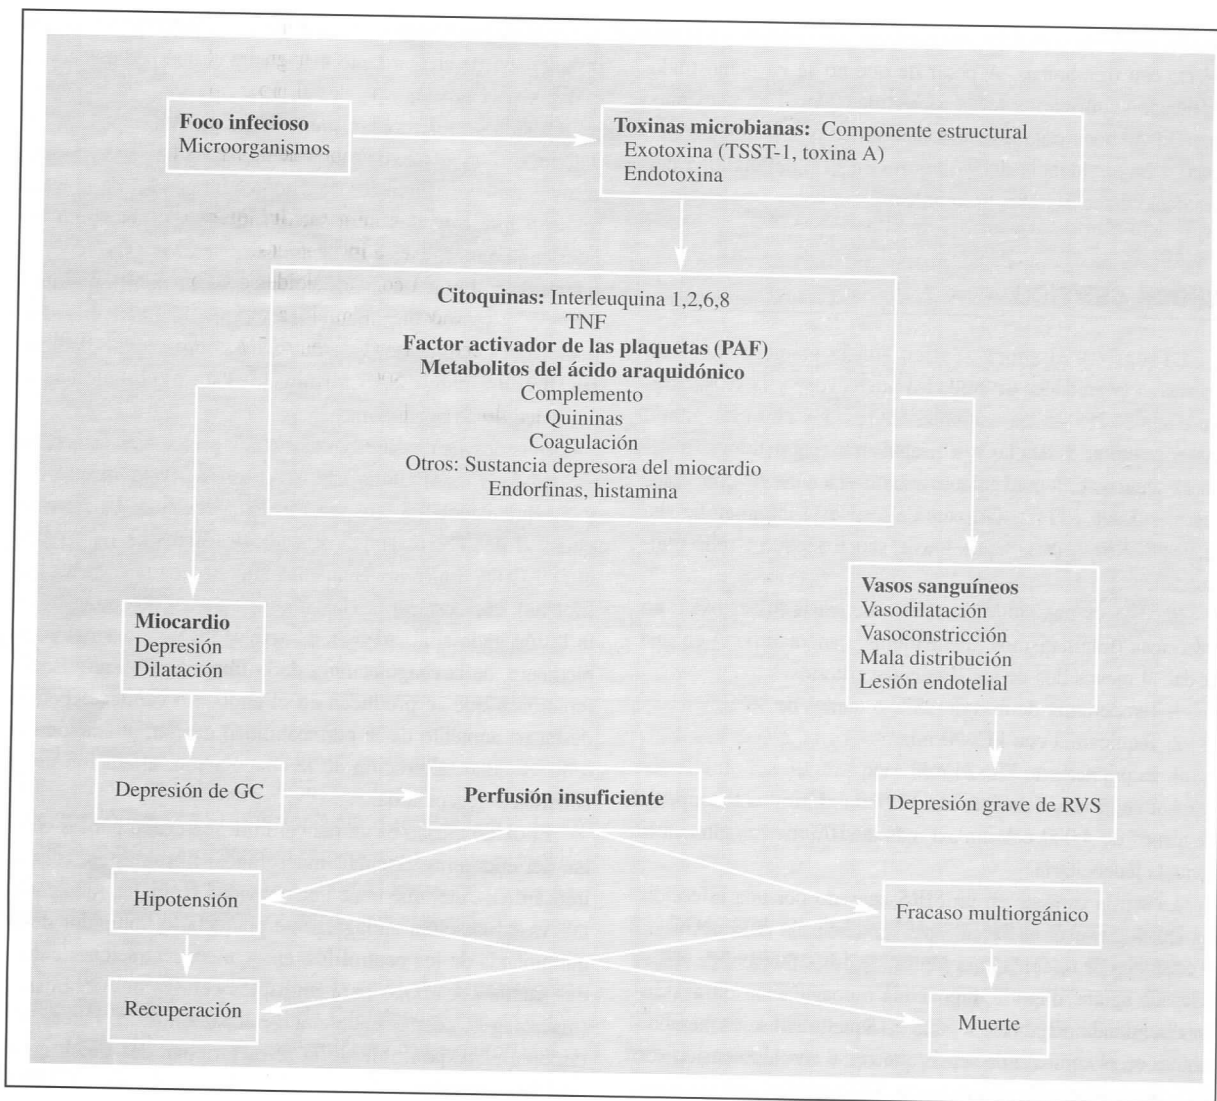 Foco infecioso
Microorganismos
Toxinas microbianas: Componente estructural
Exotoxina (TSST-1, toxina A)
Endotoxina
Citoquinas: Interleuquina 1,2,6,8
TNF
Factor activador de las plaquetas (PAF)
Metabolitos del ácido araquidónico
Complemento
Quininas
Coagulación
Otros: Sustancia depresora del miocardio
Endorfinas, histamina
Miocardio
Depresión
Dilatación
Vasos sanguíneos
Vasodilatación
Vasoconstricción
Mala distribución
Lesión endotelial
Depresión de GC
Perfusión insuficiente
Depresión grave de RVS
Hipotensión
Fracaso multiorgánico
Recuperación
Muerte